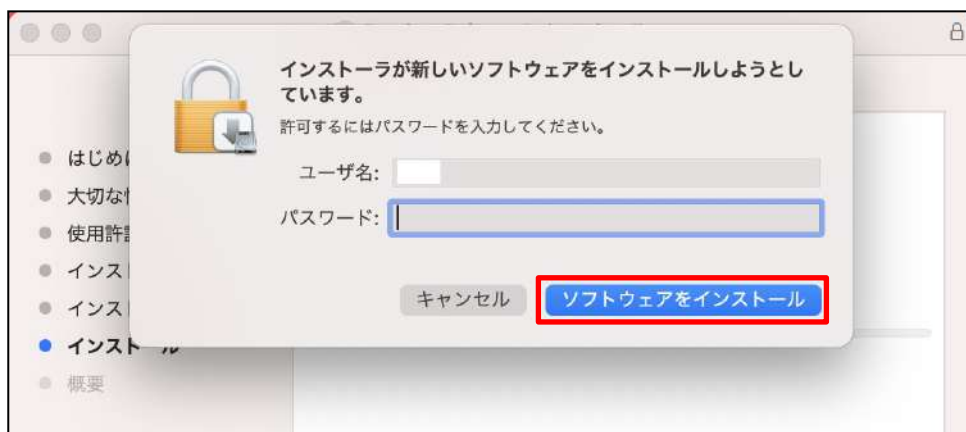 インストーラが新しいソフトウェアをインストールしようとし
ています。
許可するにはパスワードを入力してください。
ユーザ名:
パスワード:
キャンセル
ソフトウェアをインストール
はじめに
大切な
使用許
インス
インス
インストール
概要